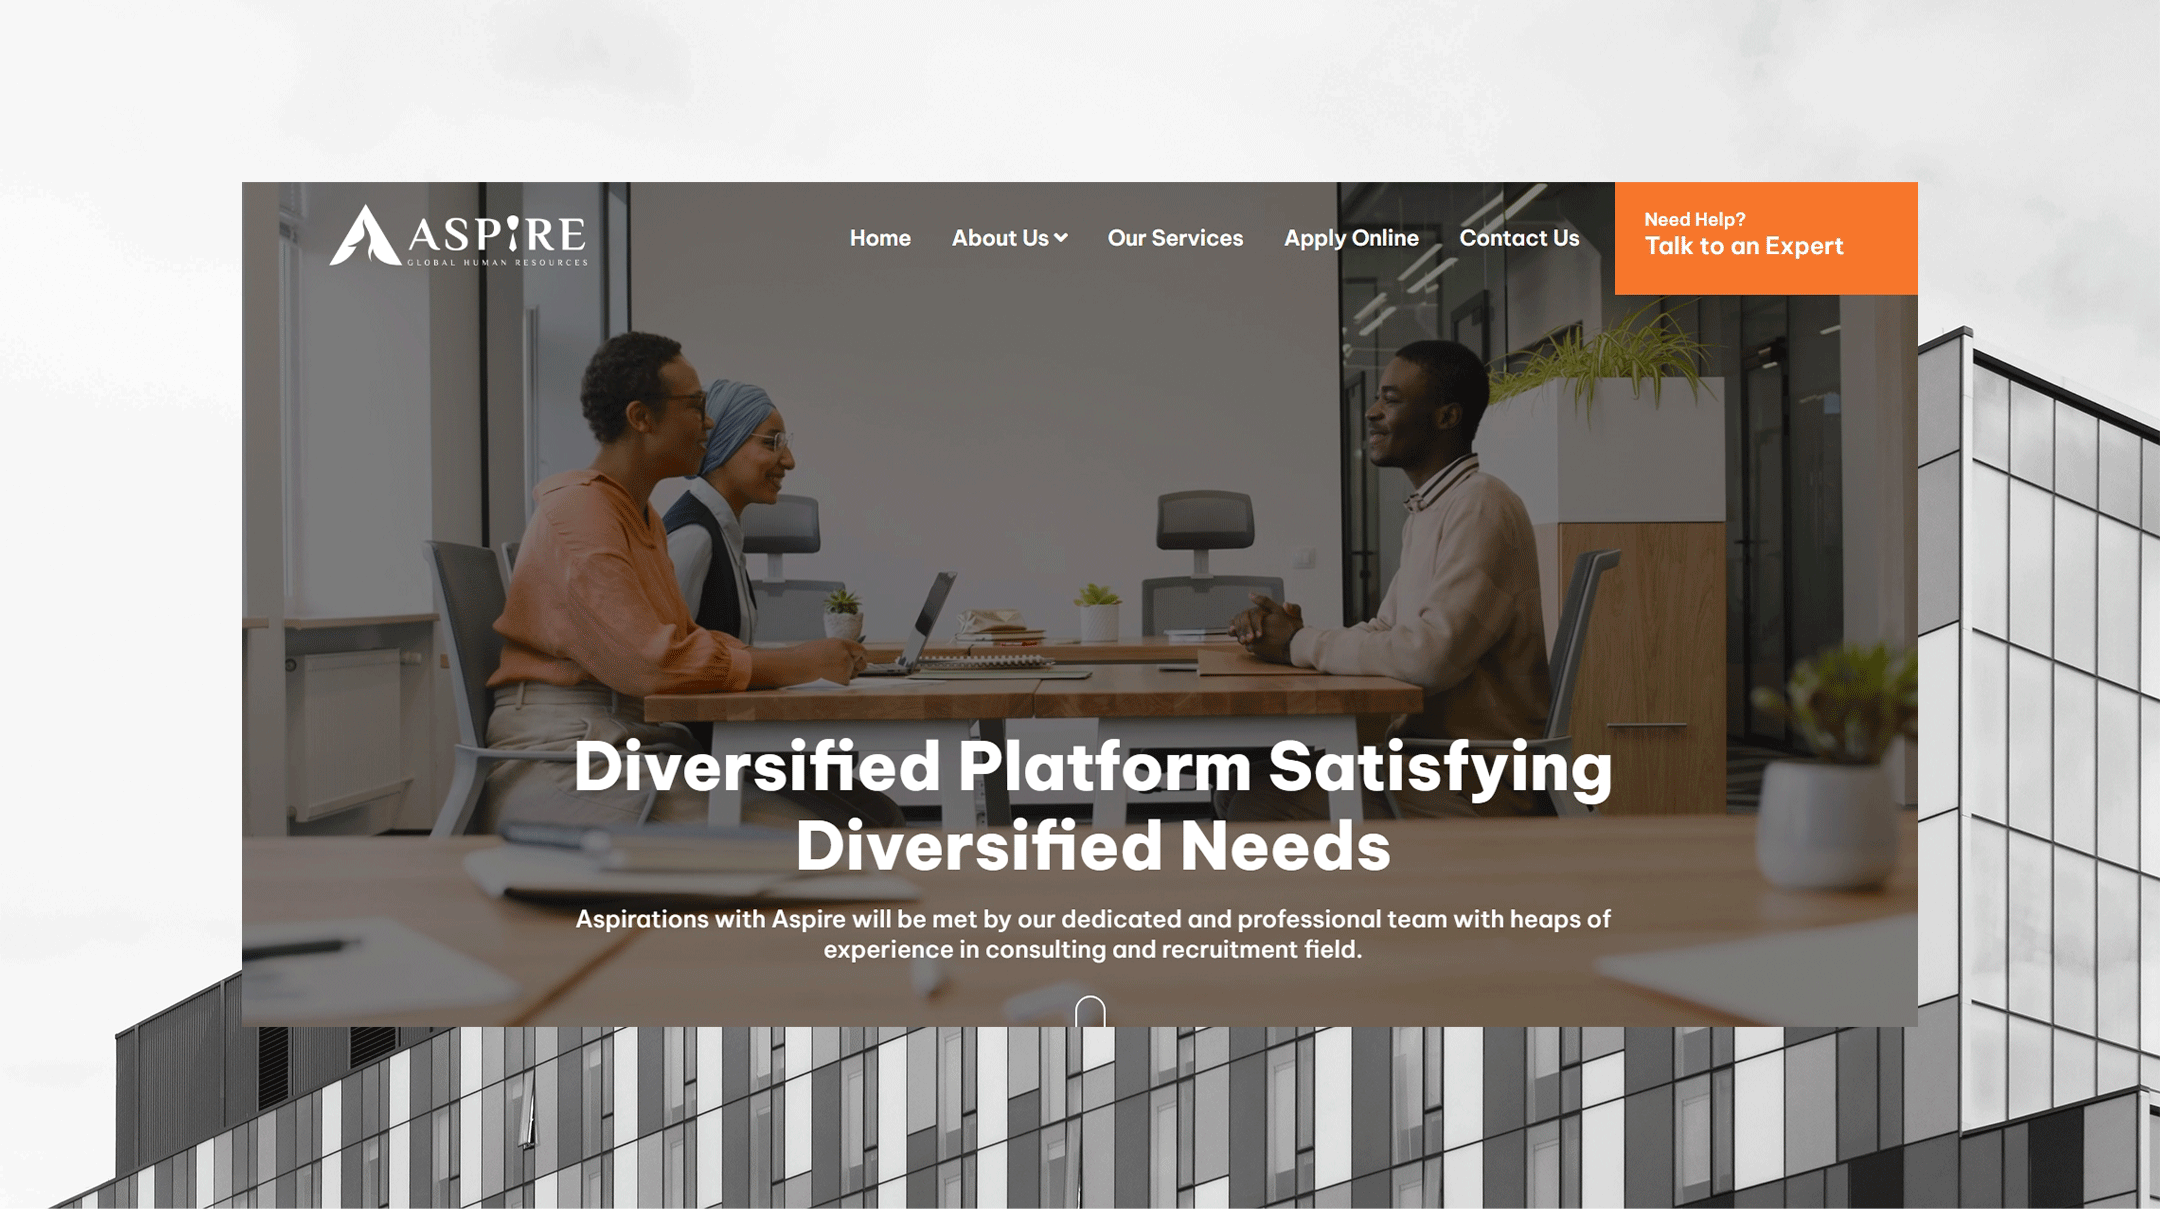 ASPIRE
GLOBAL HUMAN RESOURCES
Home
About Us
Our Services
Apply Online
Contact Us
Need Help?
Talk to an Expert
Diversified Platform Satisfying
Diversified Needs
Aspirations with Aspire will be met by our dedicated and professional team with heaps of
experience in consulting and recruitment field.